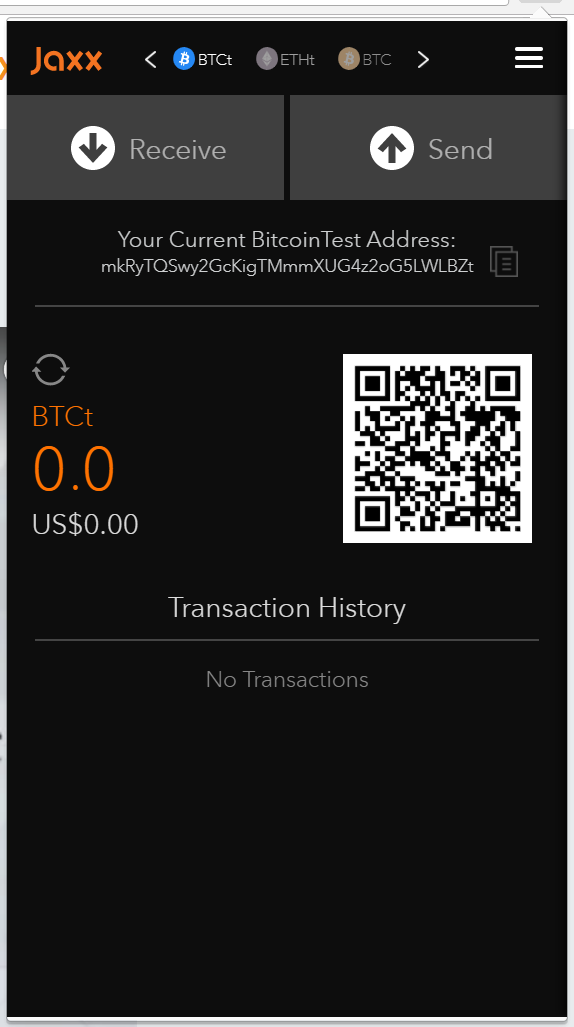 Jaxx
BTCt ETHt BTC
Receive Send
Your Current BitcoinTest Address:
mkRyTQSwy2GcKigTMmmXUG4z2oG5LWLBZt
BTCt
0.0
US$0.00
Transaction History
No Transactions